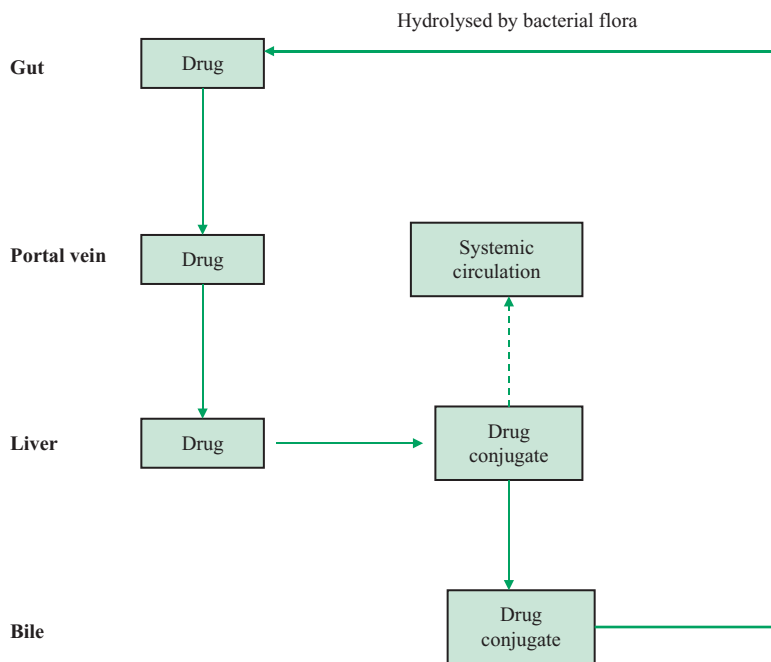 Hydrolysed by bacterial flora
Gut
Drug
Portal vein
Drug
Systemic
circulation
Liver
Drug
Drug
conjugate
Bile
Drug
conjugate